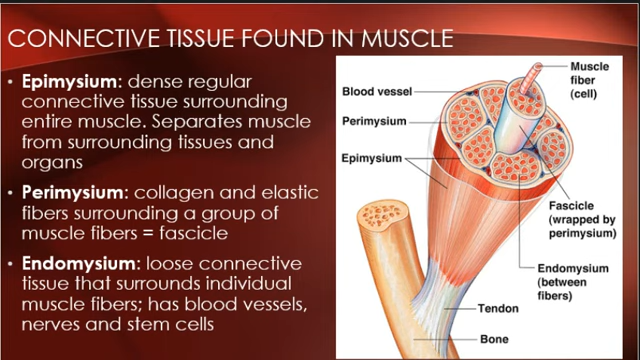 CONNECTIVE TISSUE FOUND IN MUSCLE
• Epimysium: dense regular
connective tissue surrounding
entire muscle. Separates muscle
from surrounding tissues and
organs
• Perimysium: collagen and elastic
fibers surrounding a group of
muscle fibers = fascicle
• Endomysium: loose connective
tissue that surrounds individual
muscle fibers; has blood vessels,
nerves and stem cells
Muscle
fiber
(cell)
Blood vessel
Perimysium
Epimysium
Fascicle
(wrapped by
perimysium)
Endomysium
(between
fibers)
Tendon
Bone